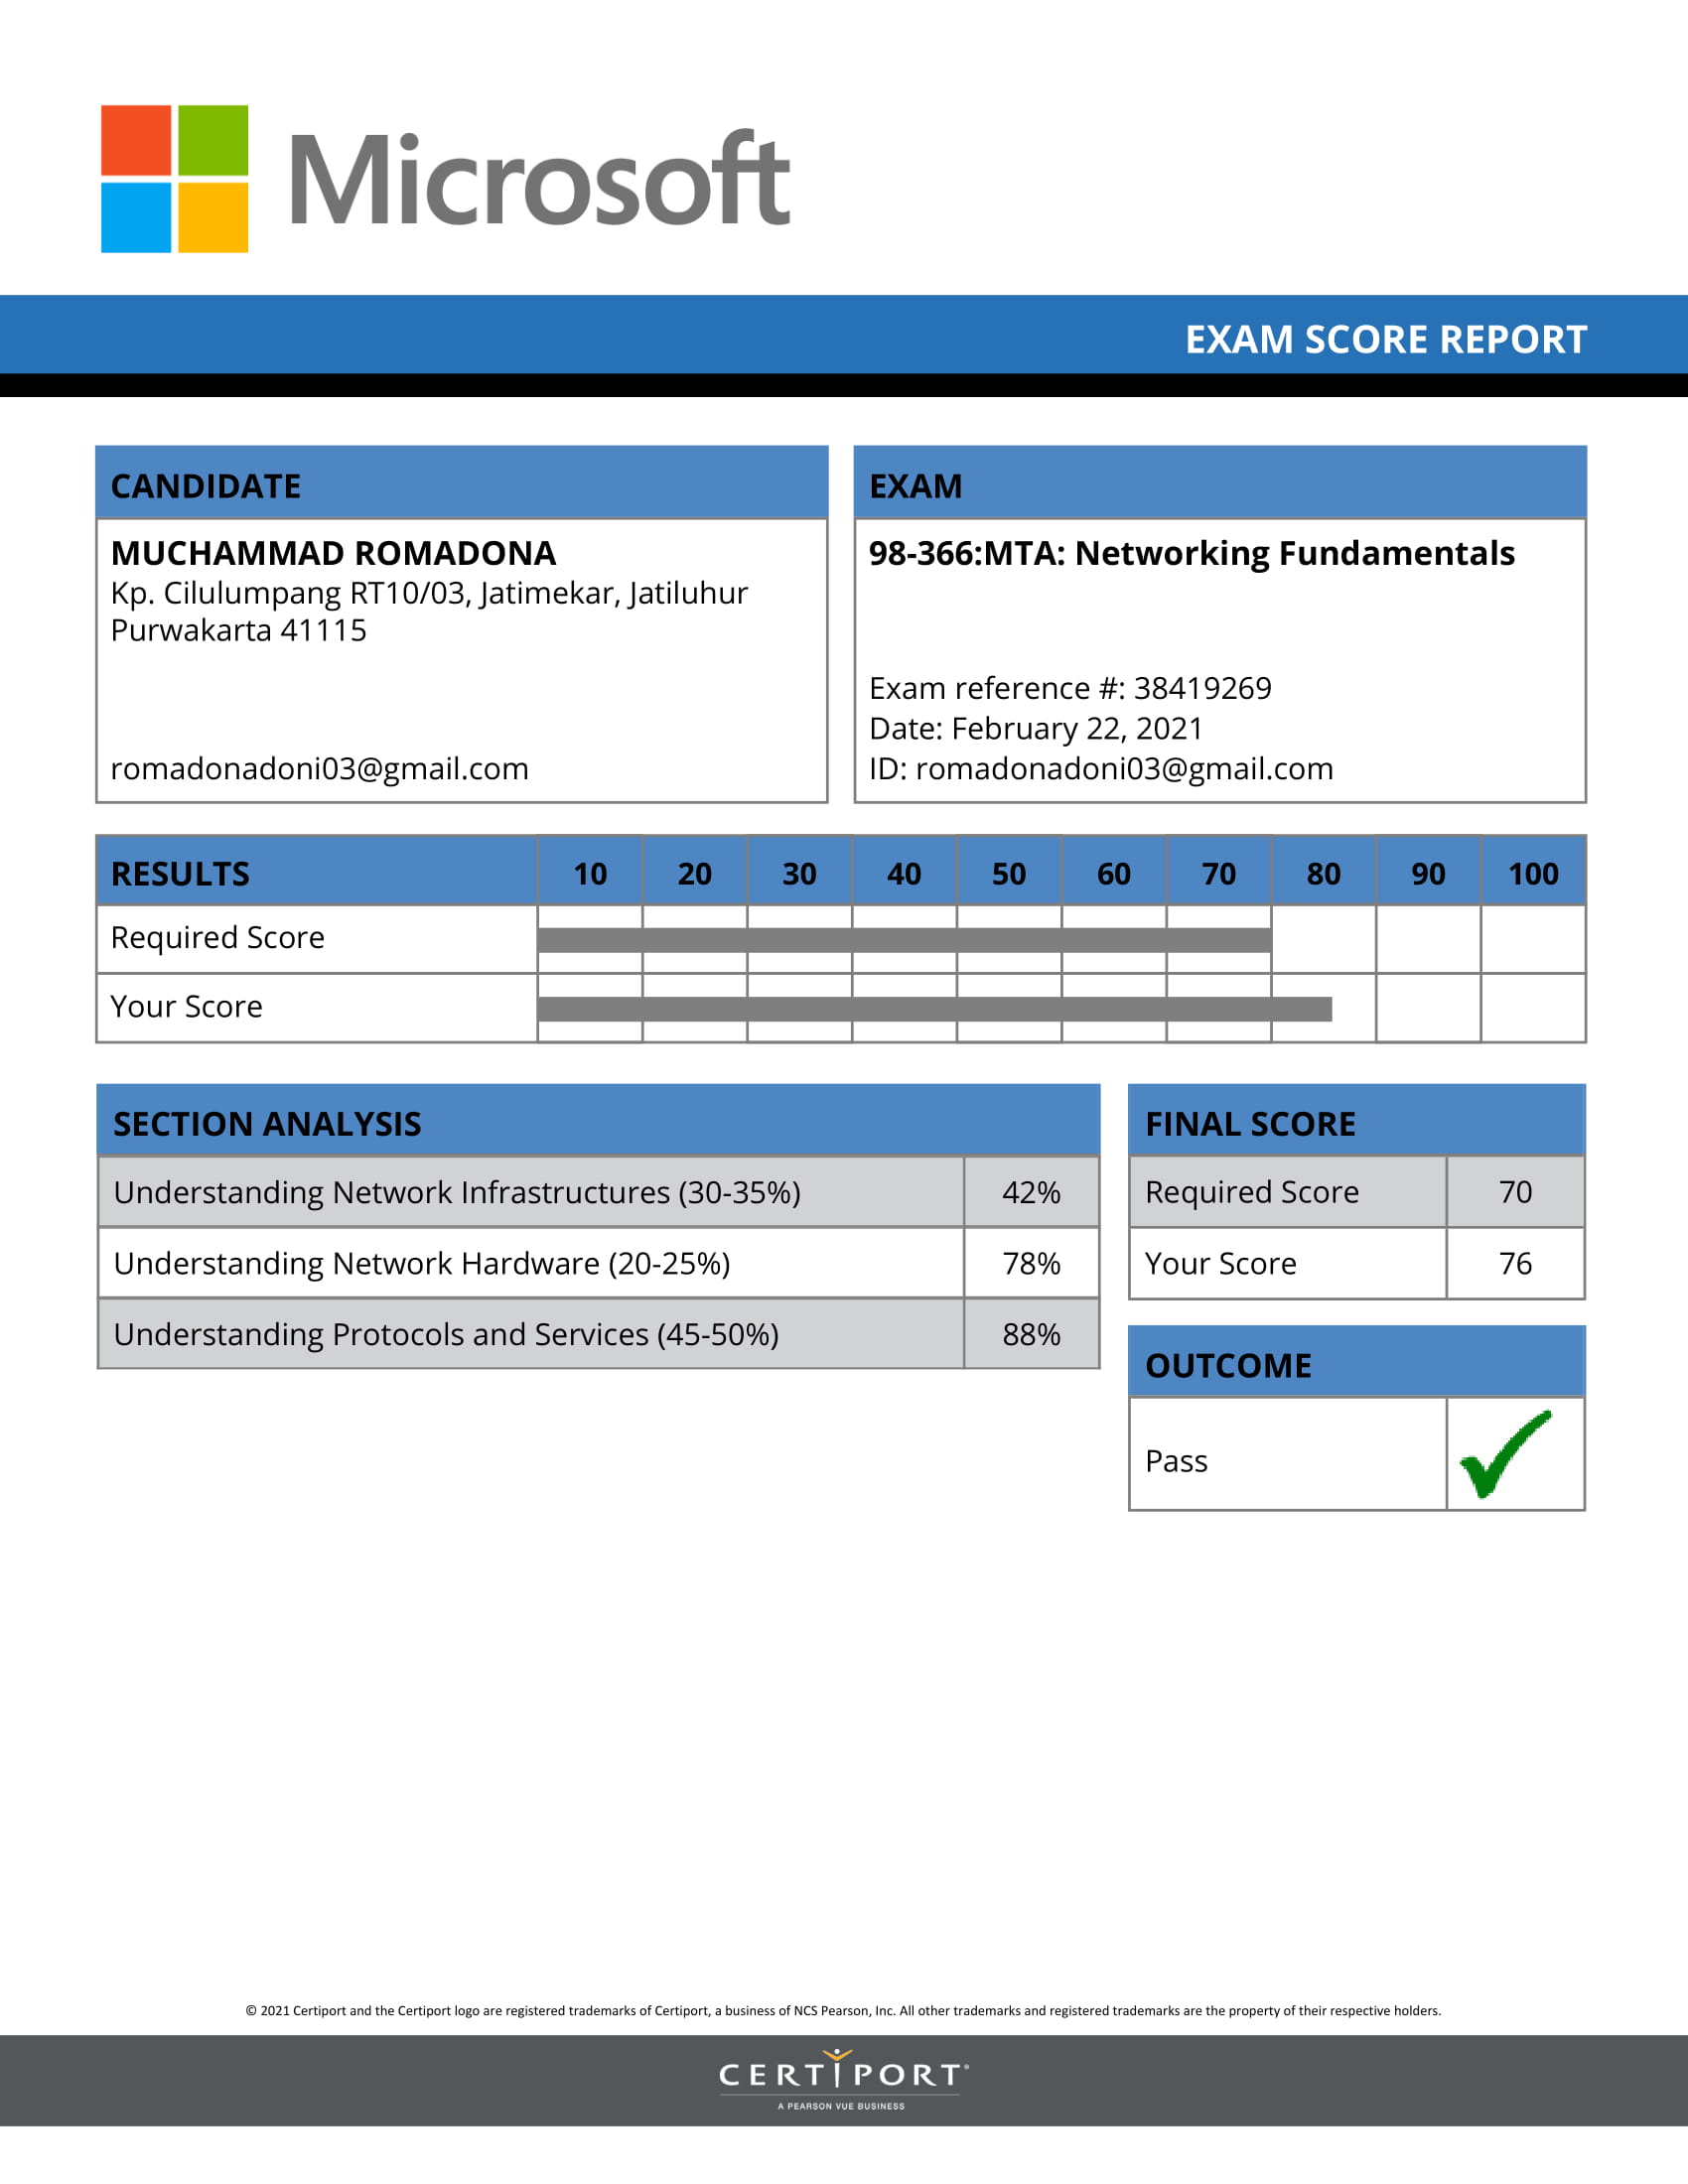 Microsoft
EXAM SCORE REPORT
CANDIDATE
MUCHAMMAD ROMADONA
Kp. Cilulumpang RT10/03, Jatimekar, Jatiluhur
Purwakarta 41115
romadonadoni03@gmail.com
EXAM
98-366:MTA: Networking Fundamentals
Exam reference #: 38419269
Date: February 22, 2021
ID: romadonadoni03@gmail.com
RESULTS 10 20 30 40 50 60 70 80 90 100
Required Score
Your Score
SECTION ANALYSIS
Understanding Network Infrastructures (30-35%) 42%
Understanding Network Hardware (20-25%) 78%
Understanding Protocols and Services (45-50%) 88%
FINAL SCORE
Required Score 70
Your Score 76
OUTCOME
Pass
© 2021 Certiport and the Certiport logo are registered trademarks of Certiport, a business of NCS Pearson, Inc. All other trademarks and registered trademarks are the property of their respective holders.
CERTIPORT®
A PEARSON VUE BUSINESS